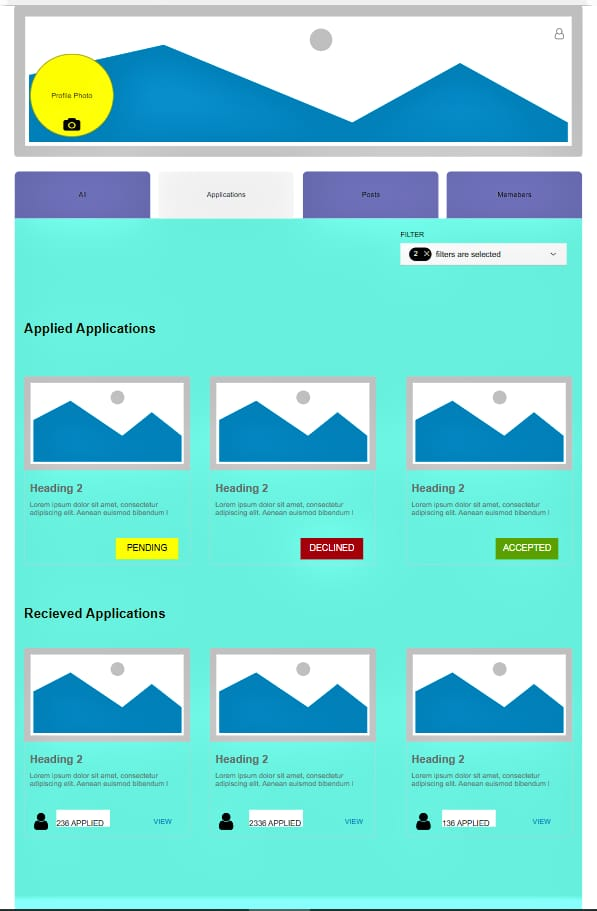 Profile Photo
All
Applications
Posts
Memebers
FILTER
2 × filters are selected
Applied Applications
Heading 2
Lorem ipsum dolor sit amet, consectetur
adipiscing elit. Aenean euismod bibendum l
PENDING
Heading 2
Lorem ipsum dolor sit amet, consectetur
adipiscing elit. Aenean euismod bibendum l
DECLINED
Heading 2
Lorem ipsum dolor sit amet, consectetur
adipiscing elit. Aenean euismod bibendum l
ACCEPTED
Recieved Applications
Heading 2
Lorem ipsum dolor sit amet, consectetur
adipiscing elit. Aenean euismod bibendum l
236 APPLIED VIEW
Heading 2
Lorem ipsum dolor sit amet, consectetur
adipiscing elit. Aenean euismod bibendum l
2336 APPLIED VIEW
Heading 2
Lorem ipsum dolor sit amet, consectetur
adipiscing elit. Aenean euismod bibendum l
136 APPLIED VIEW